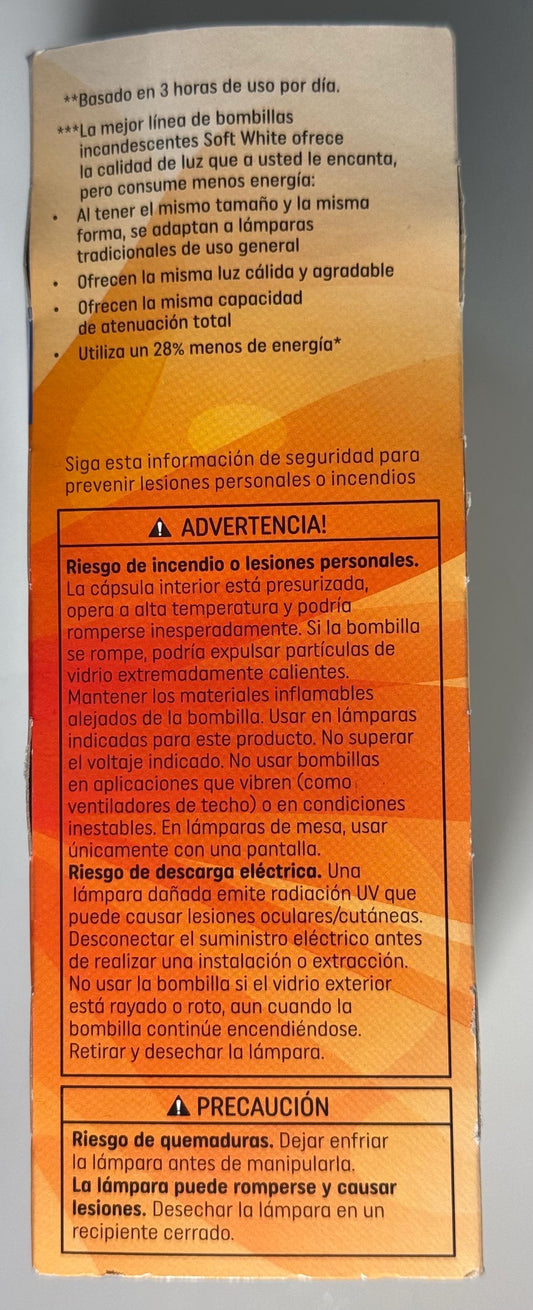 **Basado en 3 horas de uso por día.
***La mejor línea de bombillas
incandescentes Soft White ofrece
la calidad de luz que a usted le encanta,
pero consume menos energía:
• Al tener el mismo tamaño y la misma
forma, se adaptan a lámparas
tradicionales de uso general
• Ofrecen la misma luz cálida y agradable
• Ofrecen la misma capacidad
de atenuación total
• Utiliza un 28% menos de energía*
Siga esta información de seguridad para
prevenir lesiones personales o incendios
⚠ ADVERTENCIA!
Riesgo de incendio o lesiones personales.
La cápsula interior está presurizada,
opera a alta temperatura y podría
romperse inesperadamente. Si la bombilla
se rompe, podría expulsar partículas de
vidrio extremadamente calientes.
Mantener los materiales inflamables
alejados de la bombilla. Usar en lámparas
indicadas para este producto. No superar
el voltaje indicado. No usar bombillas
en aplicaciones que vibren (como
ventiladores de techo) o en condiciones
inestables. En lámparas de mesa, usar
únicamente con una pantalla.
Riesgo de descarga eléctrica. Una
lámpara dañada emite radiación UV que
puede causar lesiones oculares/cutáneas.
Desconectar el suministro eléctrico antes
de realizar una instalación o extracción.
No usar la bombilla si el vidrio exterior
está rayado o roto, aun cuando la
bombilla continúe encendiéndose.
Retirar y desechar la lámpara.
⚠ PRECAUCIÓN
Riesgo de quemaduras. Dejar enfriar
la lámpara antes de manipularla.
La lámpara puede romperse y causar
lesiones. Desechar la lámpara en un
recipiente cerrado.